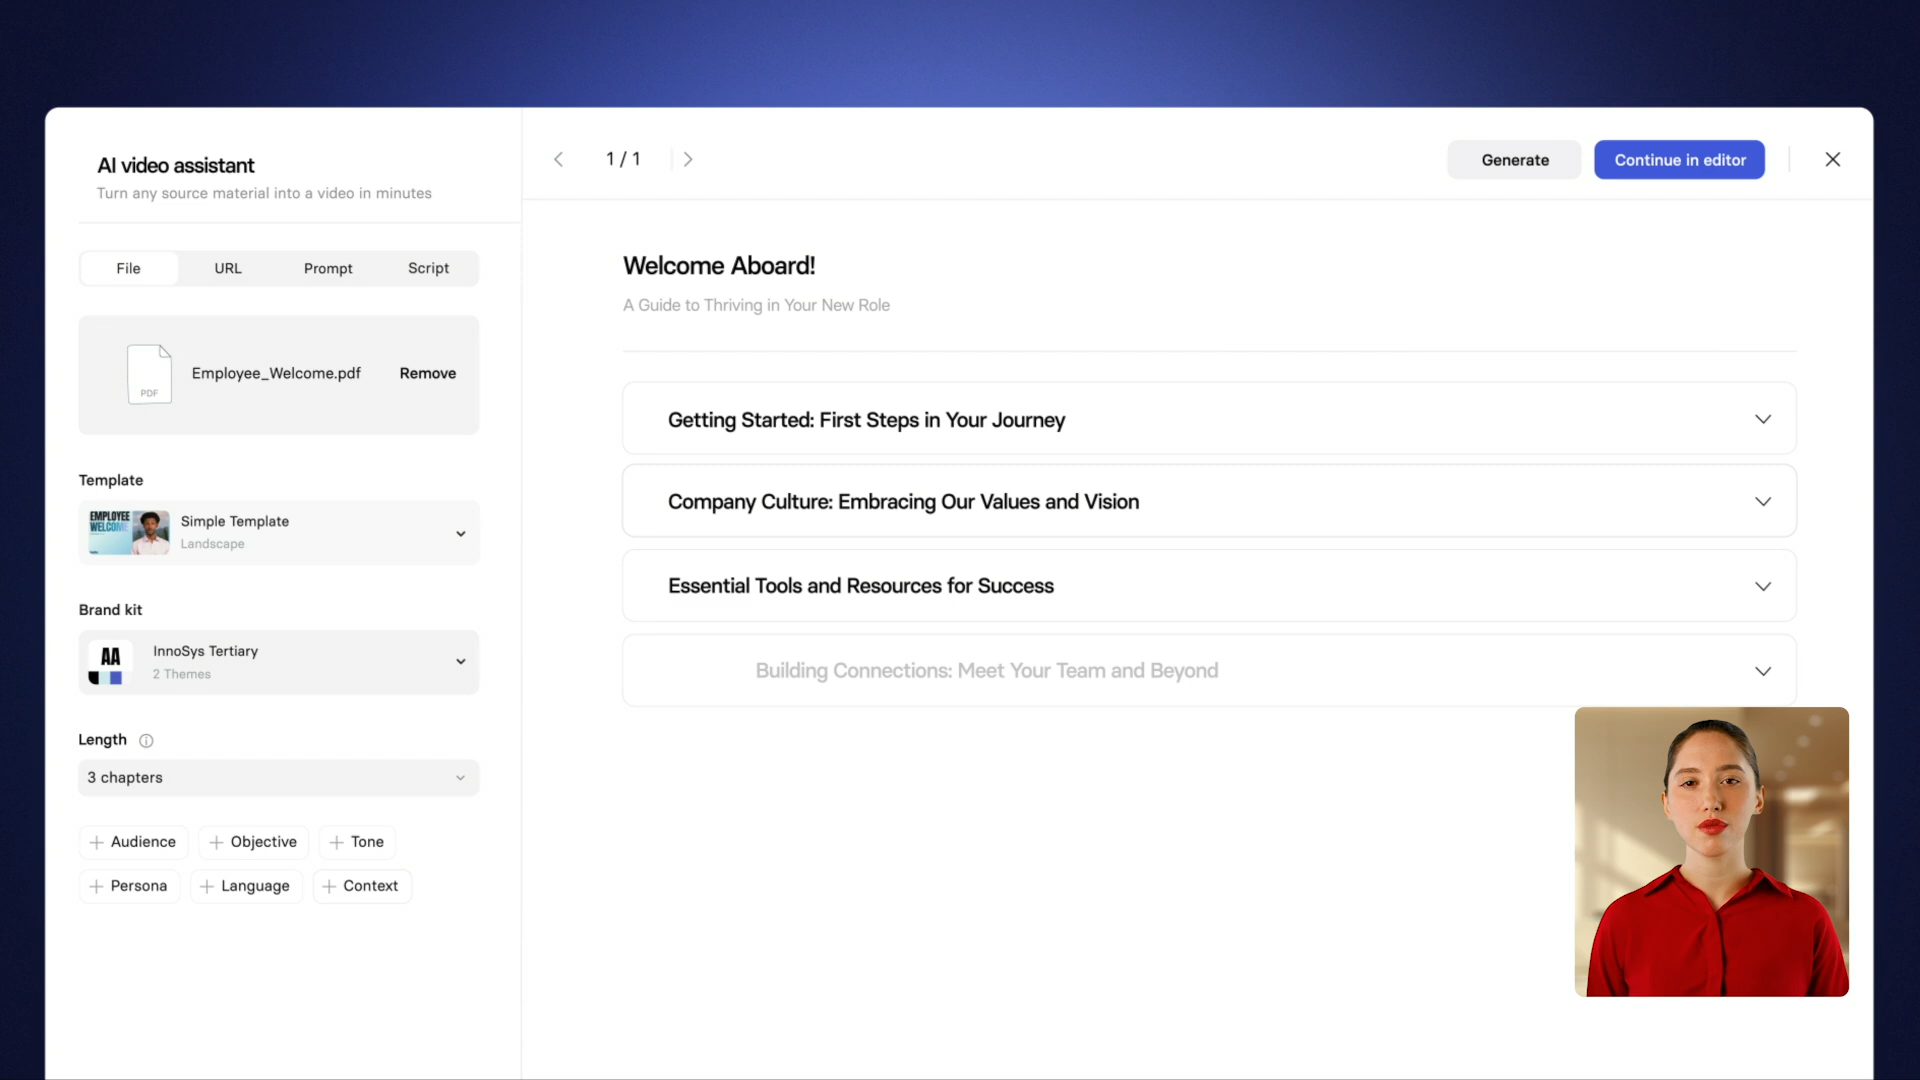 AI video assistant
Turn any source material into a video in minutes
File
URL
Prompt
Script
PDF
Employee_Welcome.pdf
Remove
Template
EMPLOYEE
WELCOME
Simple Template
Landscape
Brand kit
AA
InnoSys Tertiary
2 Themes
Length
3 chapters
Audience
Objective
Tone
Persona
Language
Context
1 / 1
Generate
Continue in editor
Welcome Aboard!
A Guide to Thriving in Your New Role
Getting Started: First Steps in Your Journey
Company Culture: Embracing Our Values and Vision
Essential Tools and Resources for Success
Building Connections: Meet Your Team and Beyond